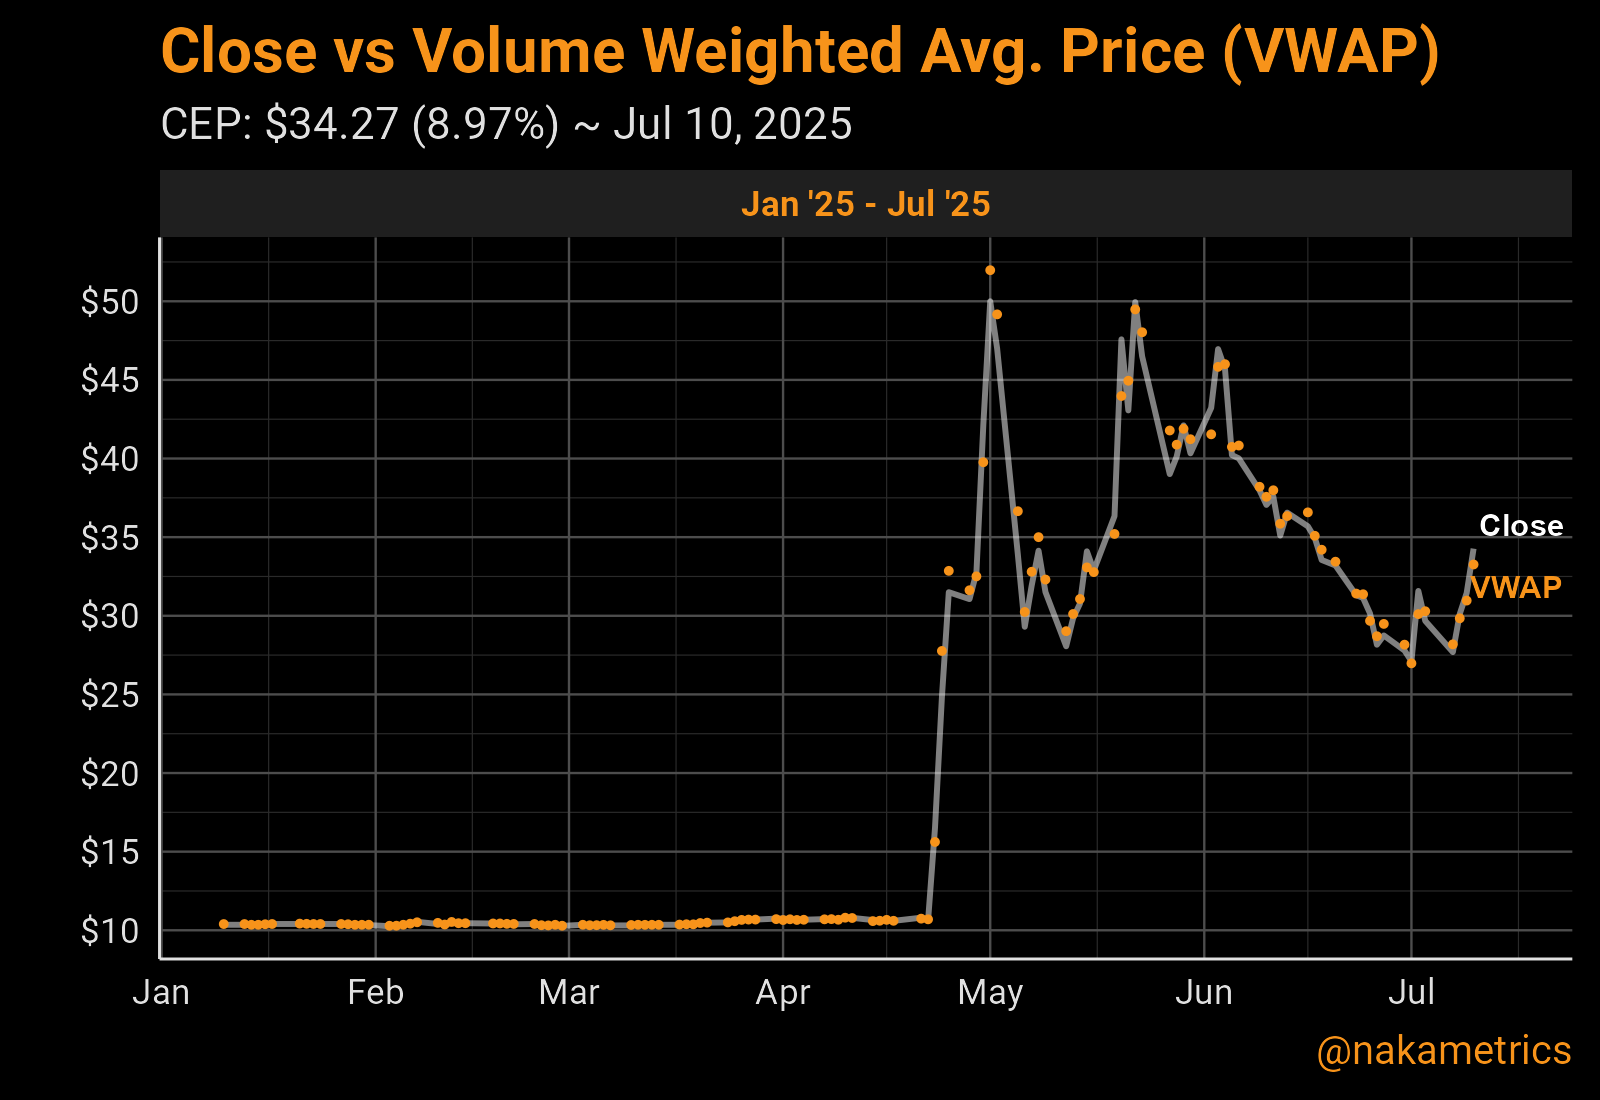 Close vs Volume Weighted Avg. Price (VWAP)
CEP: $34.27 (8.97%) ~ Jul 10, 2025
Jan '25 - Jul '25
$50
$45
$40
$35
$30
$25
$20
$15
$10
Close
VWAP
Jan Feb Mar Apr May Jun Jul
@nakametrics